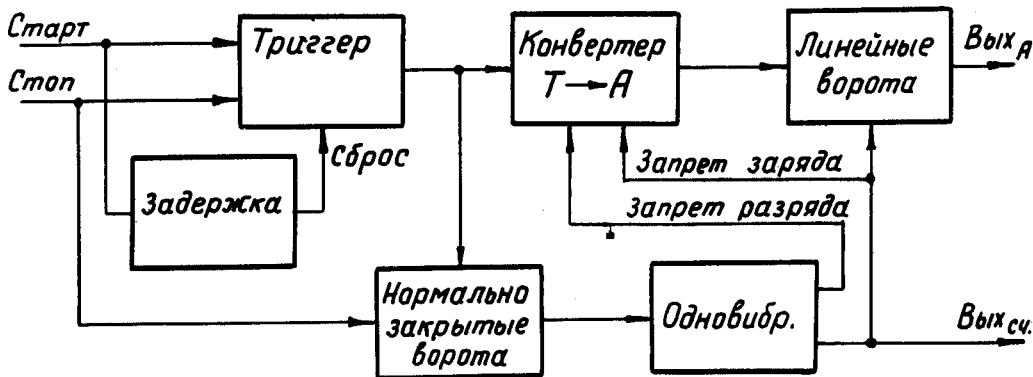 Старт
Стоп
Триггер
Сброс
Задержка
Конвертер
T→A
Линейные
ворота
Вых А
Запрет заряда
Запрет разряда
Нормально
закрытые
ворота
Одновибр.
Вых сч.